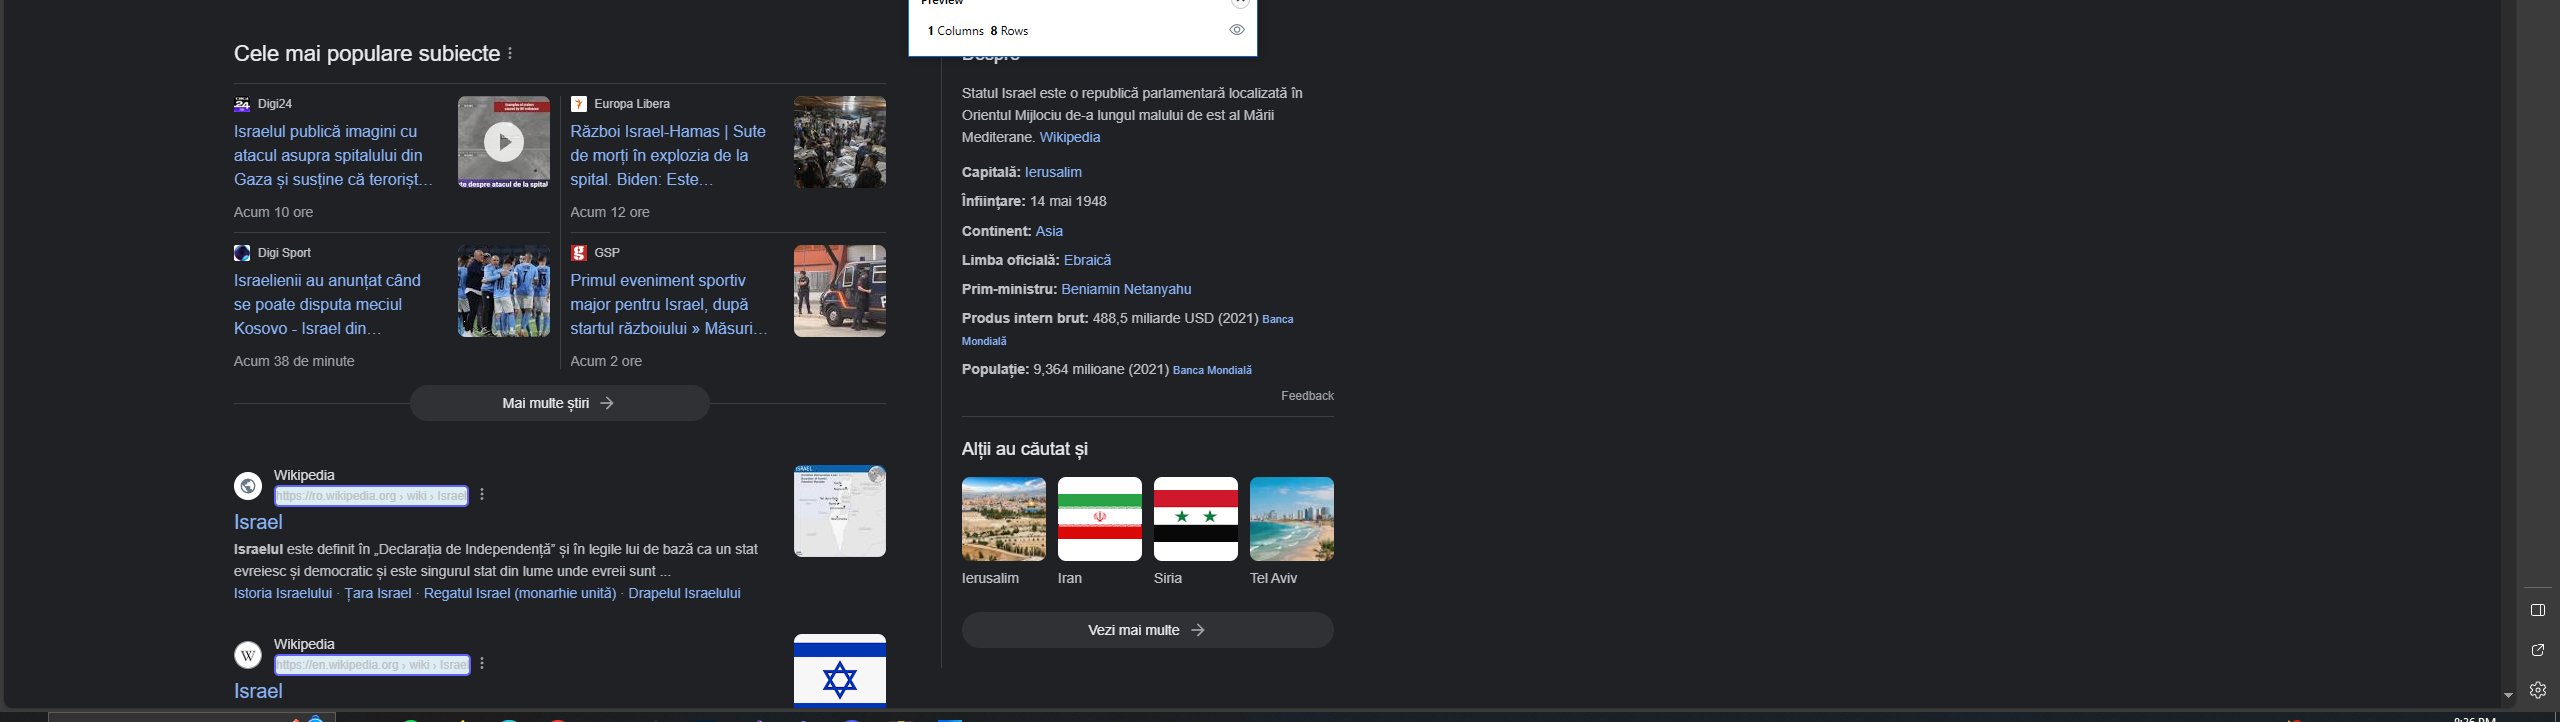 Preview
1 Columns 8 Rows
Cele mai populare subiecte
Digi24
Israelul publică imagini cu
atacul asupra spitalului din
Gaza și susține că terorișt...
Acum 10 ore
Europa Libera
Război Israel-Hamas | Sute
de morți în explozia de la
spital. Biden: Este...
Acum 12 ore
Digi Sport
Israelienii au anunțat când
se poate disputa meciul
Kosovo - Israel din...
Acum 38 de minute
GSP
Primul eveniment sportiv
major pentru Israel, după
startul războiului » Măsuri...
Acum 2 ore
Mai multe știri
Wikipedia
https://ro.wikipedia.org › wiki › Israel
Israel
Israelul este definit în „Declarația de Independență” și în legile lui de bază ca un stat
evreiesc și democratic și este singurul stat din lume unde evreii sunt ...
Istoria Israelului · Țara Israel · Regatul Israel (monarhie unită) · Drapelul Israelului
Wikipedia
https://en.wikipedia.org › wiki › Israel
Israel
Despre
Statul Israel este o republică parlamentară localizată în
Orientul Mijlociu de-a lungul malului de est al Mării
Mediterane. Wikipedia
Capitală: Ierusalim
Înființare: 14 mai 1948
Continent: Asia
Limba oficială: Ebraică
Prim-ministru: Beniamin Netanyahu
Produs intern brut: 488,5 miliarde USD (2021) Banca
Mondială
Populație: 9,364 milioane (2021) Banca Mondială
Feedback
Alții au căutat și
Ierusalim
Iran
Siria
Tel Aviv
Vezi mai multe
8:26 PM